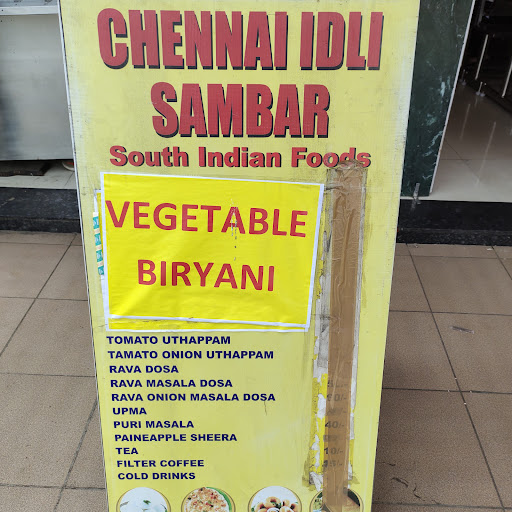 CHENNAI IDLI
SAMBAR
South Indian Foods
VEGETABLE
BIRYANI
TOMATO UTHAPPAM
TAMATO ONION UTHAPPAM
RAVA DOSA
RAVA MASALA DOSA
RAVA ONION MASALA DOSA
UPMA
PURI MASALA
PAINEAPPLE SHEERA
TEA
FILTER COFFEE
COLD DRINKS